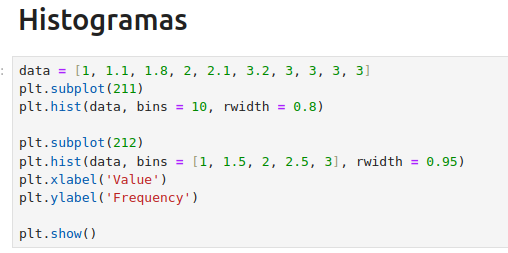 Histogramas
data = [1, 1.1, 1.8, 2, 2.1, 3.2, 3, 3, 3, 3]
plt.subplot(211)
plt.hist(data, bins = 10, rwidth = 0.8)
plt.subplot(212)
plt.hist(data, bins = [1, 1.5, 2, 2.5, 3], rwidth = 0.95)
plt.xlabel('Value')
plt.ylabel('Frequency')
plt.show()